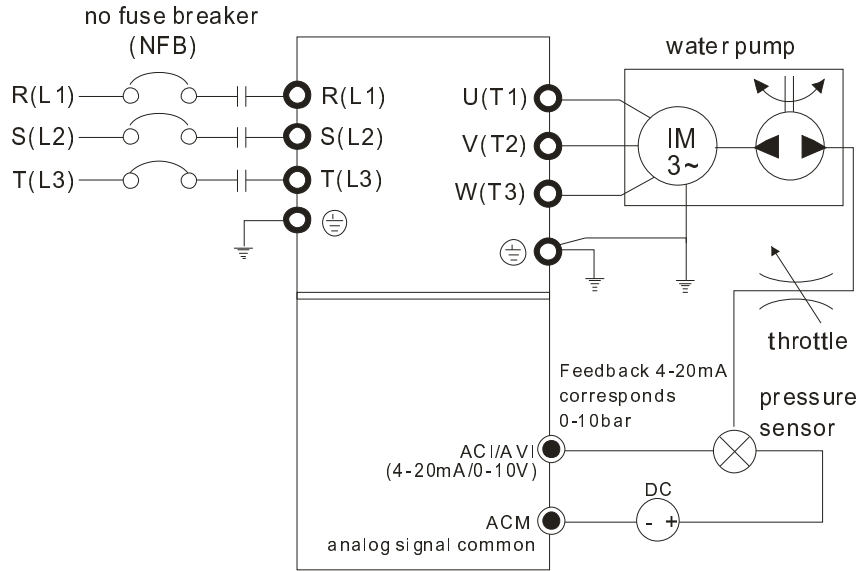 no fuse breaker
(NFB)
water pump
R(L1)
R(L1)
U(T1)
S(L2)
S(L2)
V(T2)
IM
3~
T(L3)
T(L3)
W(T3)
throttle
Feedback 4-20mA
corresponds
0-10bar
pressure
sensor
ACI/AVI
(4-20mA/0-10V)
DC
- +
ACM
analog signal common